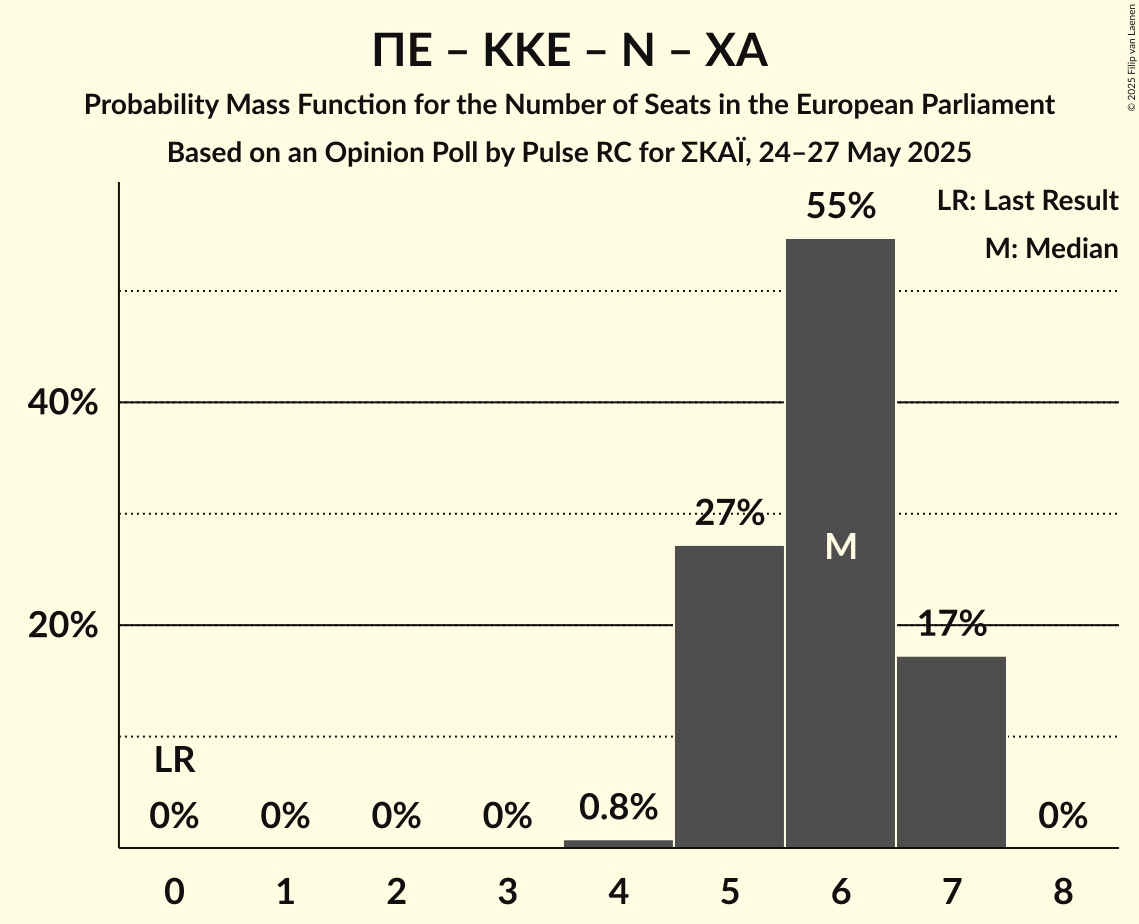 ΠΕ – ΚΚΕ – Ν – ΧΑ
Probability Mass Function for the Number of Seats in the European Parliament
Based on an Opinion Poll by Pulse RC for ΣΚΑΪ, 24–27 May 2025
© 2025 Filip van Laenen
LR: Last Result
M: Median
55%
40%
27%
M
20%
17%
LR
0% 0% 0% 0% 0.8% 0%
0 1 2 3 4 5 6 7 8